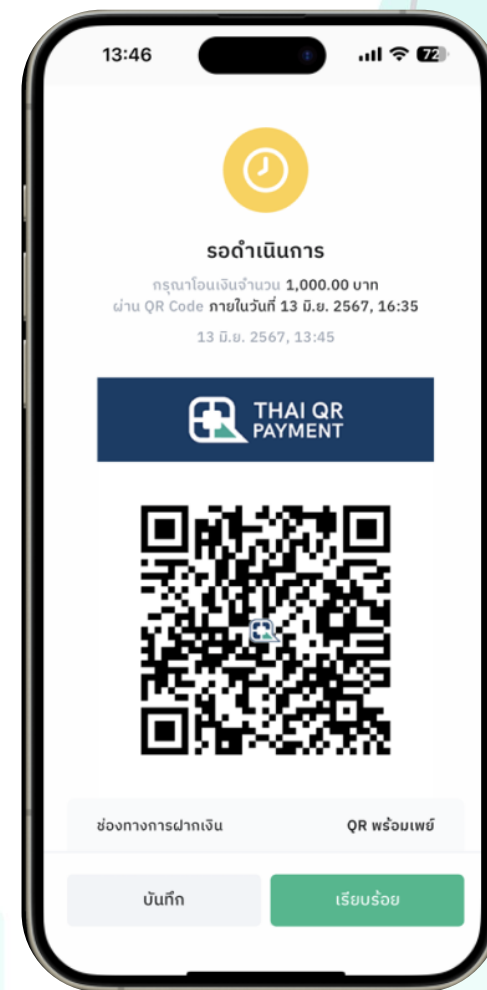 13:46
72
รอดำเนินการ
กรุณาโอนเงินจำนวน 1,000.00 บาท
ผ่าน QR Code ภายในวันที่ 13 มิ.ย. 2567, 16:35
13 มิ.ย. 2567, 13:45
THAI QR
PAYMENT
ช่องทางการฝากเงิน QR พร้อมเพย์
บันทึก เรียบร้อย